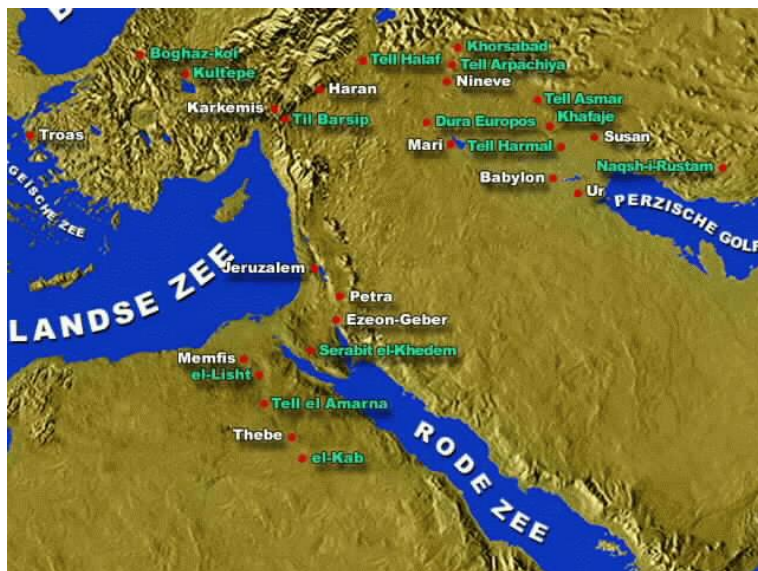 Khorsabad
Boghaz-koi
Tell Halaf
Tell Arpachiya
Kultepe
Nineve
Haran
Tell Asmar
Karkemis
Til Barsip
Dura Europos
Khafaje
Troas
Susan
Mari
Tell Harmal
Naqsh-i-Rustam
Babylon
Ur
PERZISCHE GOLF
GEISCHE ZEE
LANDSE ZEE
Jeruzalem
Petra
Ezeon-Geber
Serabit el-Khedem
Memfis
el-Lisht
Tell el Amarna
Thebe
el-Kab
RODE ZEE